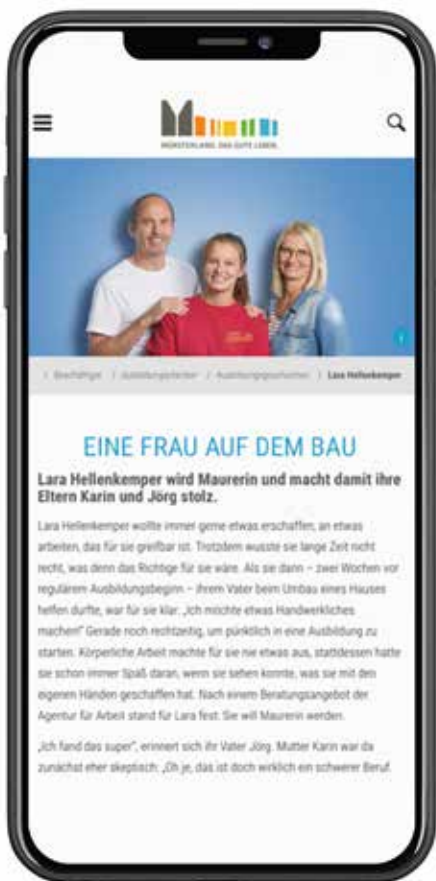 MÜNSTERLAND. DAS GUTE LEBEN.
/ Beschäftigte / Ausbildungsbotschafter / Ausbildungsgeschichten / Lara Hellenkemper
EINE FRAU AUF DEM BAU
Lara Hellenkemper wird Maurerin und macht damit ihre
Eltern Karin und Jörg stolz.
Lara Hellenkemper wollte immer gerne etwas erschaffen, an etwas
arbeiten, das für sie greifbar ist. Trotzdem wusste sie lange Zeit nicht
recht, was denn das Richtige für sie wäre. Als sie dann – zwei Wochen vor
regulärem Ausbildungsbeginn – ihrem Vater beim Umbau eines Hauses
helfen durfte, war für sie klar: „Ich möchte etwas Handwerkliches
machen!" Gerade noch rechtzeitig, um pünktlich in eine Ausbildung zu
starten. Körperliche Arbeit machte für sie nie etwas aus, stattdessen hatte
sie schon immer Spaß daran, wenn sie sehen konnte, was sie mit den
eigenen Händen geschaffen hat. Nach einem Beratungsangebot der
Agentur für Arbeit stand für Lara fest: Sie will Maurerin werden.
„Ich fand das super", erinnert sich ihr Vater Jörg. Mutter Karin war da
zunächst eher skeptisch: „Oh je, das ist doch wirklich ein schwerer Beruf.